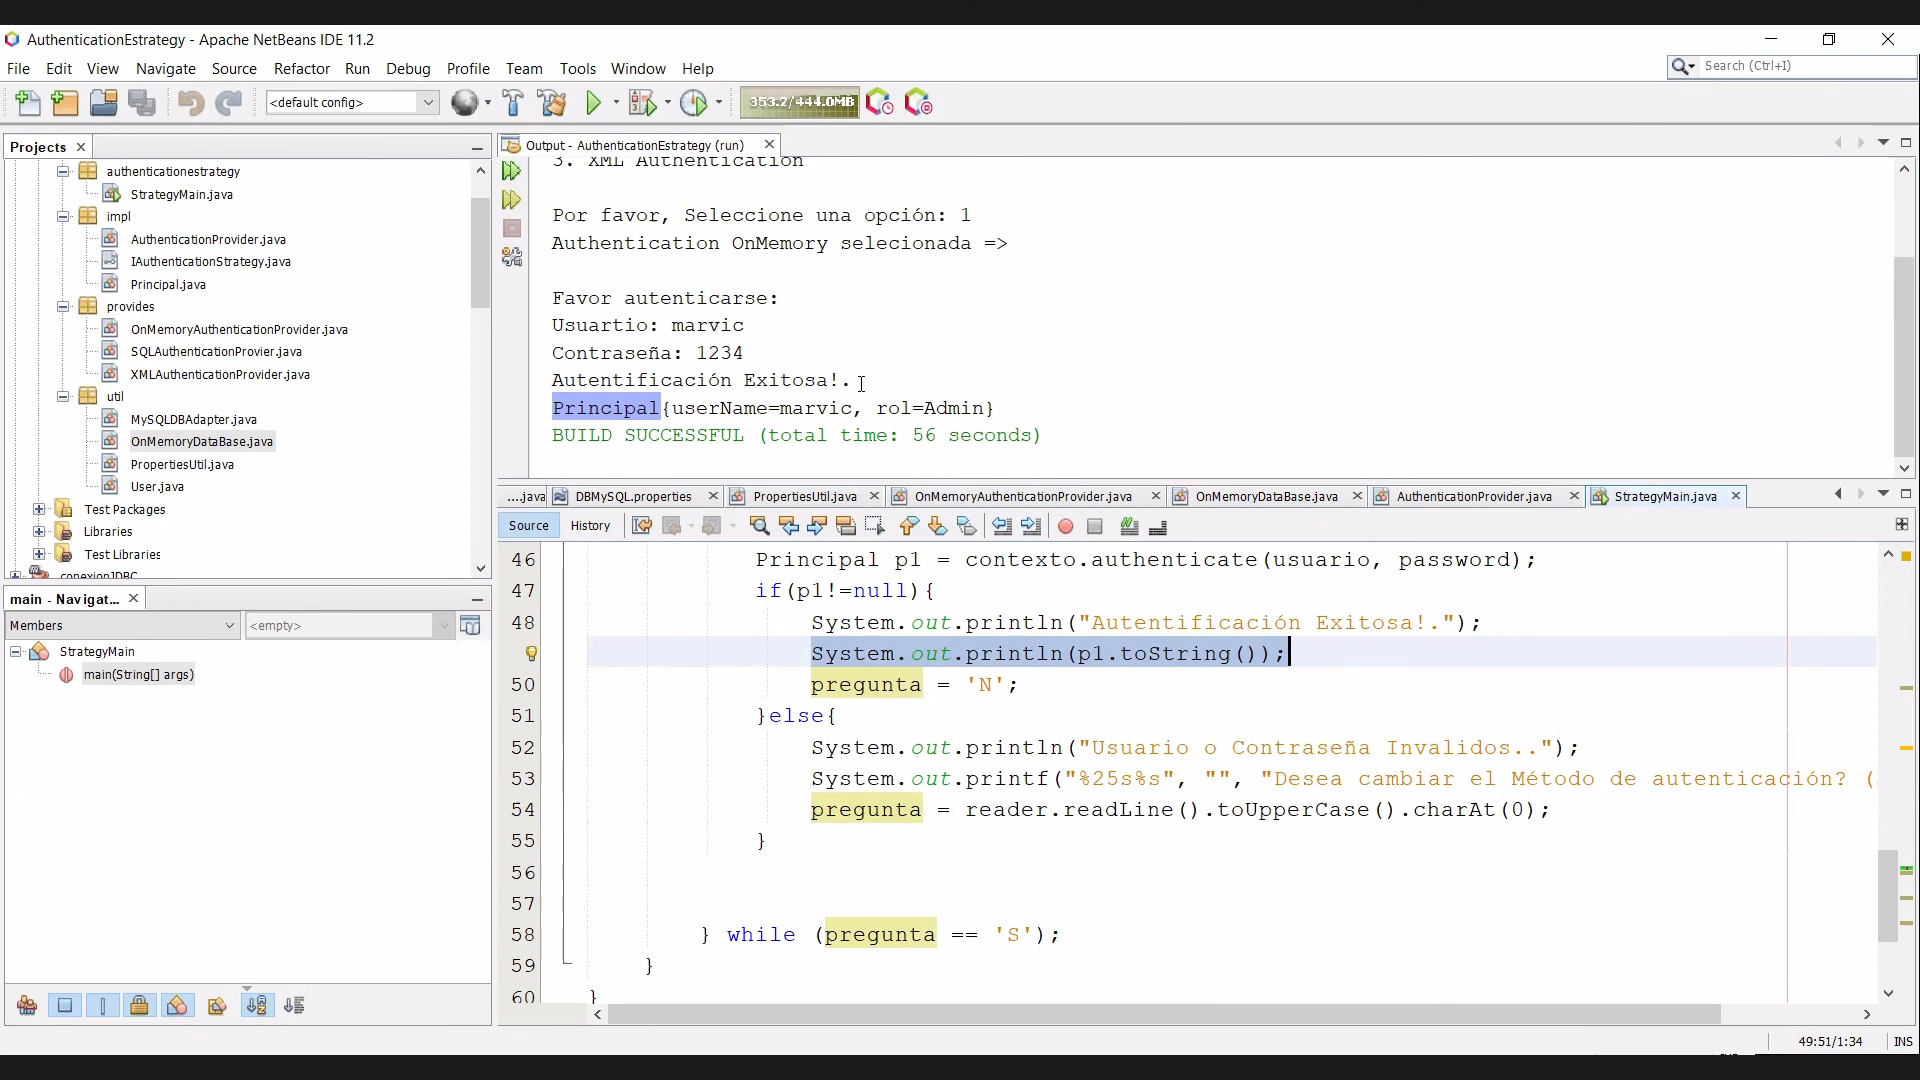 AuthenticationEstrategy - Apache NetBeans IDE 11.2
File Edit View Navigate Source Refactor Run Debug Profile Team Tools Window Help
Search (Ctrl+I)
<default config>
353.2/444.0MB
Projects
authenticationestrategy
StrategyMain.java
impl
AuthenticationProvider.java
IAuthenticationStrategy.java
Principal.java
provides
OnMemoryAuthenticationProvider.java
SQLAuthenticationProvier.java
XMLAuthenticationProvider.java
util
MySQLDBAdapter.java
OnMemoryDataBase.java
PropertiesUtil.java
User.java
Test Packages
Libraries
Test Libraries
conexionJDBC
main - Navigat...
Members
<empty>
StrategyMain
main(String[] args)
Output - AuthenticationEstrategy (run)
3. XML Authentication
Por favor, Seleccione una opción: 1
Authentication OnMemory selecionada =>
Favor autenticarse:
Usuartio: marvic
Contraseña: 1234
Autentificación Exitosa!.
Principal{userName=marvic, rol=Admin}
BUILD SUCCESSFUL (total time: 56 seconds)
....java DBMySQL.properties PropertiesUtil.java OnMemoryAuthenticationProvider.java OnMemoryDataBase.java AuthenticationProvider.java StrategyMain.java
Source History
46 Principal p1 = contexto.authenticate(usuario, password);
47 if(p1!=null){
48 System.out.println("Autentificación Exitosa!.");
System.out.println(p1.toString());
50 pregunta = 'N';
51 }else{
52 System.out.println("Usuario o Contraseña Invalidos..");
53 System.out.printf("%25s%s", "", "Desea cambiar el Método de autenticación? (
54 pregunta = reader.readLine().toUpperCase().charAt(0);
55 }
56
57
58 } while (pregunta == 'S');
59 }
60 }
49:51/1:34 INS